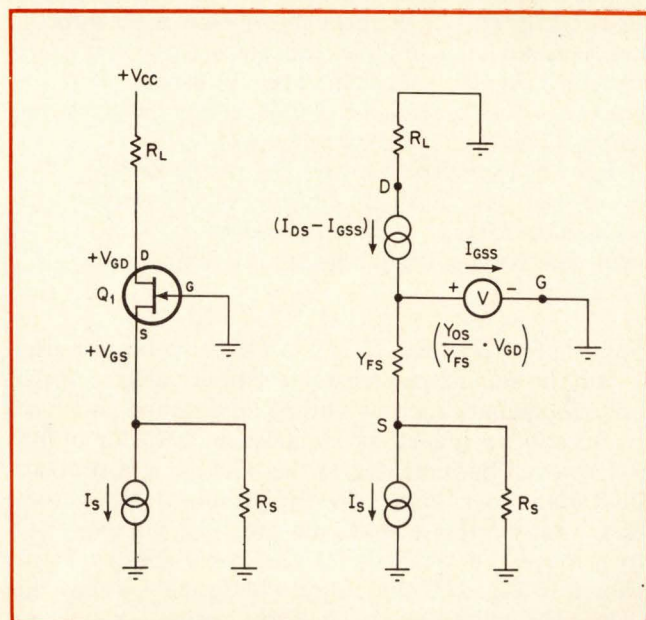 +VCC
RL
+VGD
D
Q1
G
S
+VGS
IS
RS
RL
D
(IDS − IGSS)
IGSS
+ V − G
(YOS/YFS · VGD)
YFS
S
IS
RS